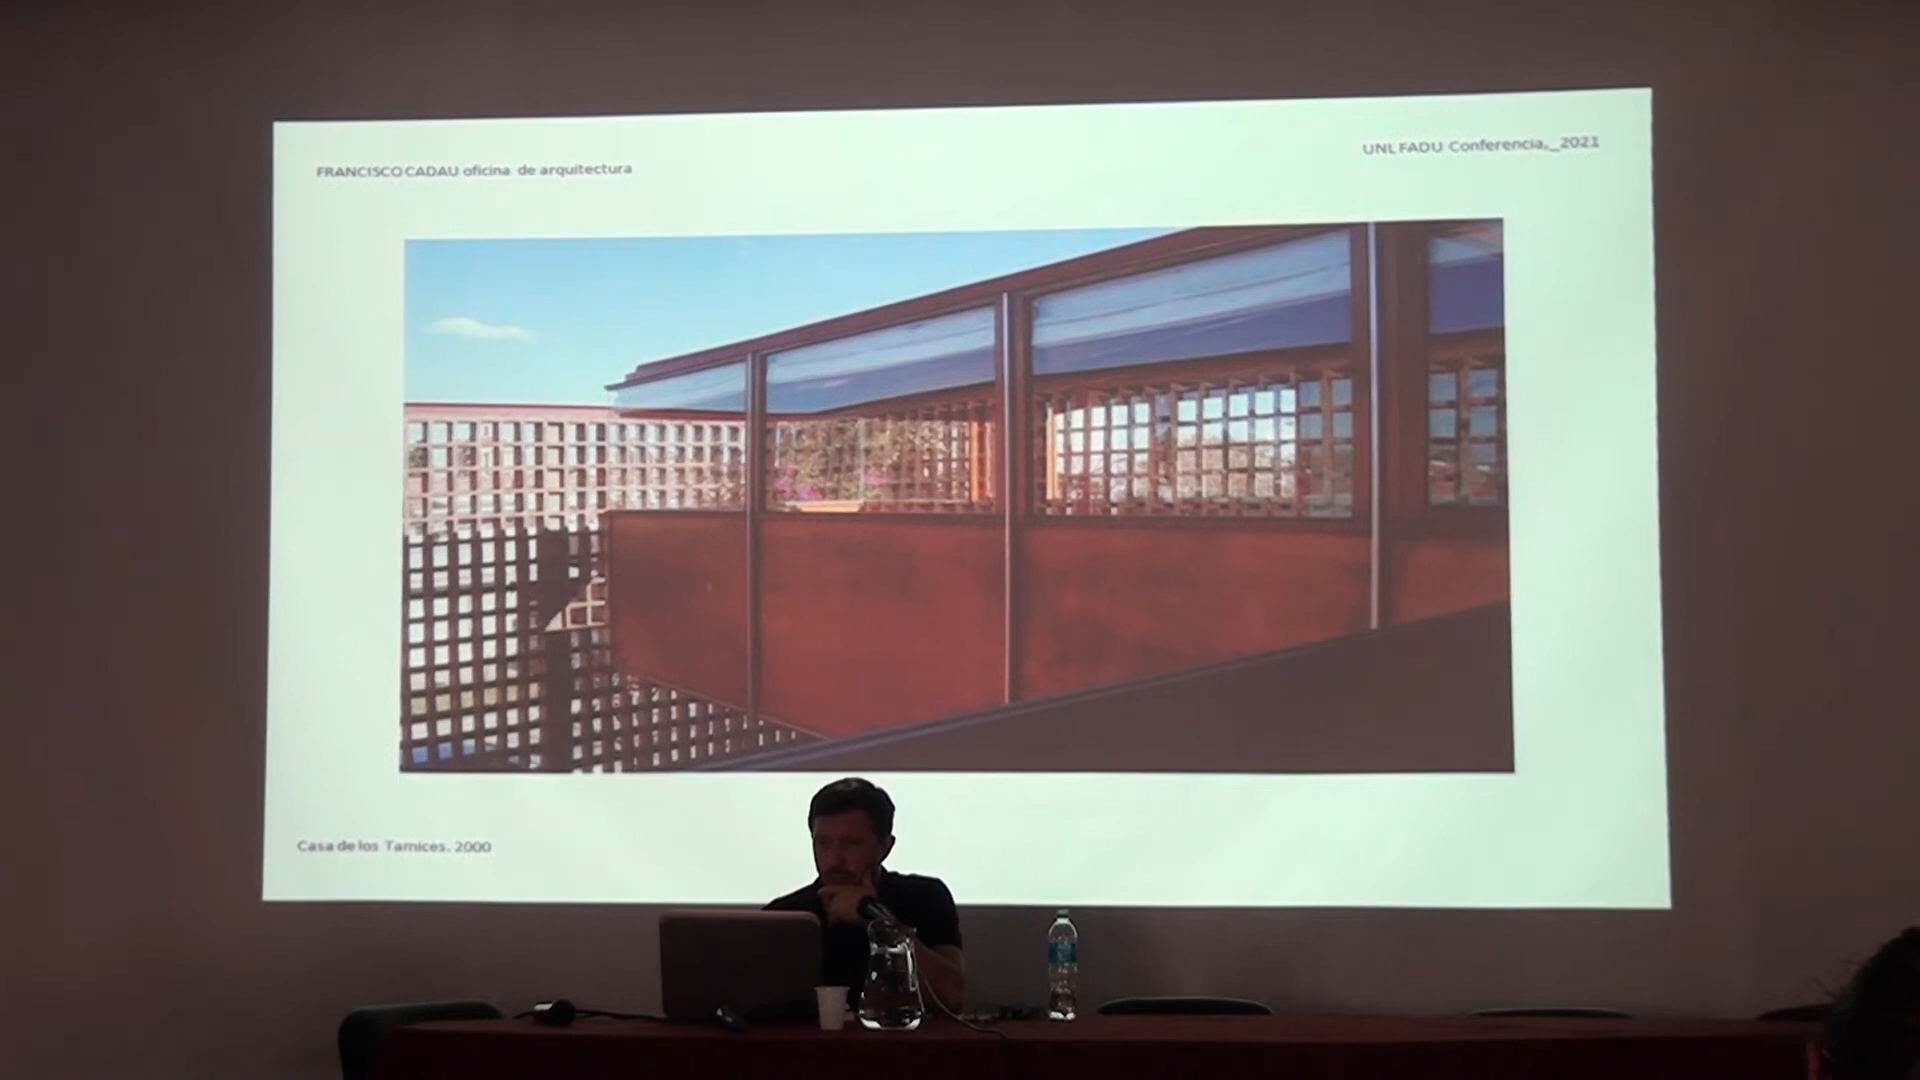 FRANCISCO CADAU oficina de arquitectura
UNL FADU Conferencia._2021
Casa de los Tamices. 2000